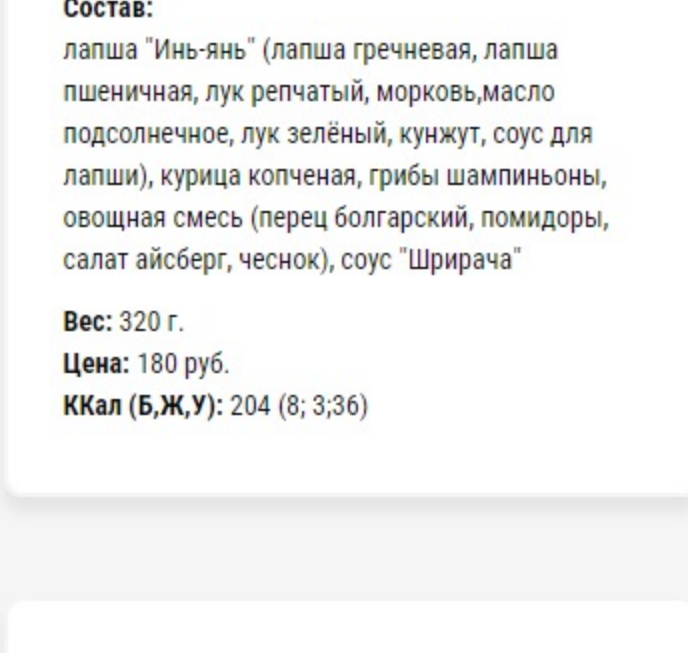 Состав:
лапша "Инь-янь" (лапша гречневая, лапша
пшеничная, лук репчатый, морковь,масло
подсолнечное, лук зелёный, кунжут, соус для
лапши), курица копченая, грибы шампиньоны,
овощная смесь (перец болгарский, помидоры,
салат айсберг, чеснок), соус "Шрирача"
Вес: 320 г.
Цена: 180 руб.
ККал (Б,Ж,У): 204 (8; 3;36)